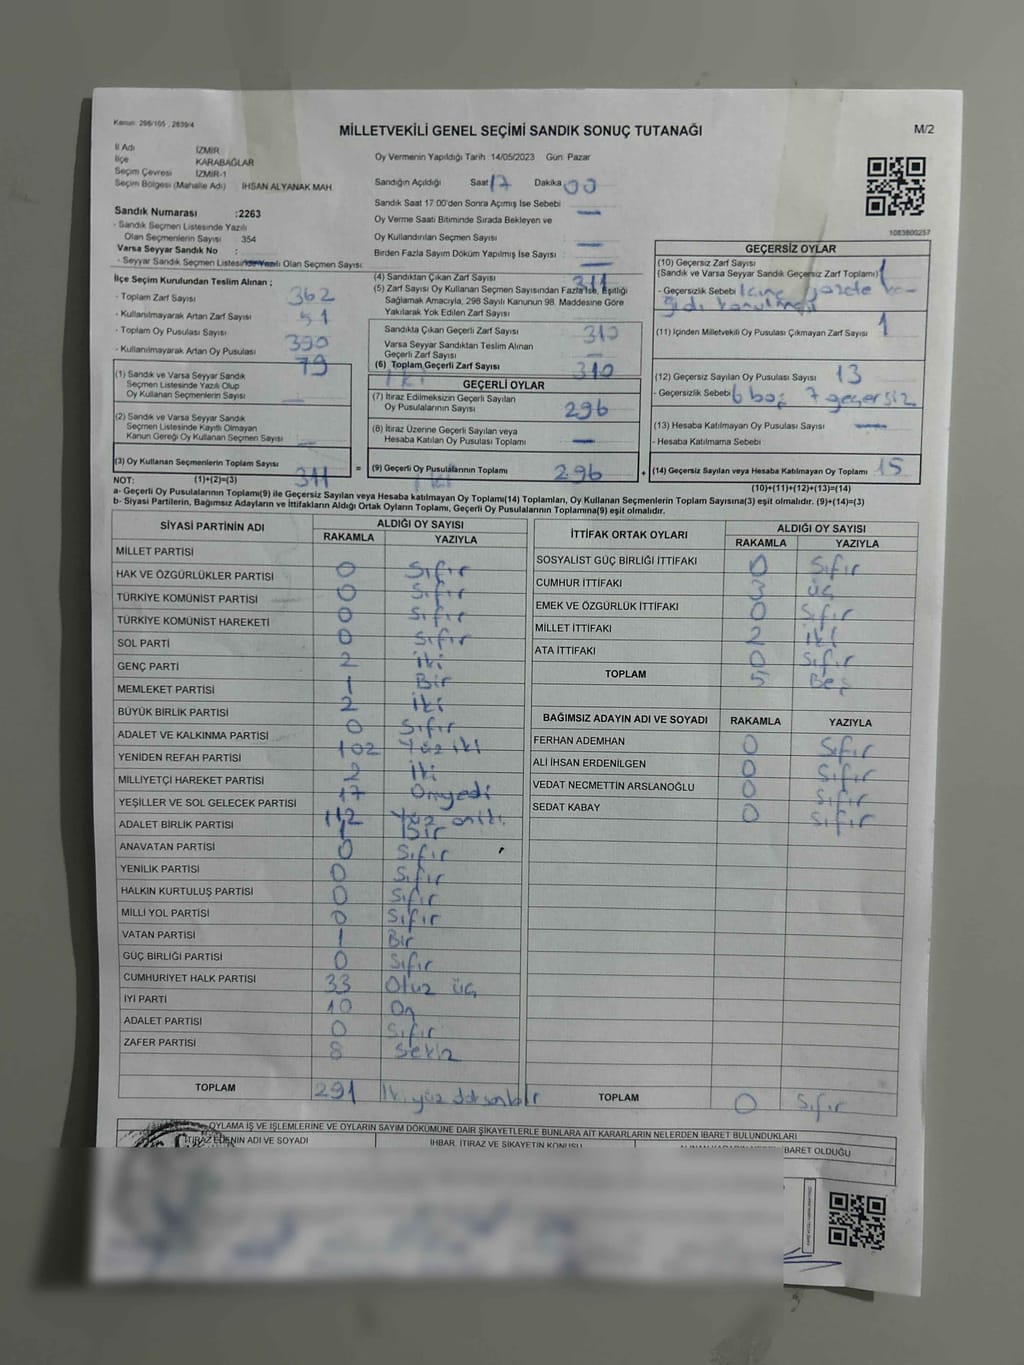 Kanun: 298/105 , 2839/4
MİLLETVEKİLİ GENEL SEÇİMİ SANDIK SONUÇ TUTANAĞI
M/2
İl Adı İZMİR
İlçe KARABAĞLAR
Seçim Çevresi İZMİR-1
Seçim Bölgesi (Mahalle Adı) İHSAN ALYANAK MAH.
Oy Vermenin Yapıldığı Tarih 14/05/2023 Gün Pazar
Sandığın Açıldığı Saat 17 Dakika 00
Sandık Saat 17:00'den Sonra Açımış İse Sebebi —
Oy Verme Saati Bitiminde Sırada Bekleyen ve
Oy Kullandırılan Seçmen Sayısı —
Birden Fazla Sayım Döküm Yapılmış İse Sayısı —
Sandık Numarası :2263
- Sandık Seçmen Listesinde Yazılı
Olan Seçmenlerin Sayısı 354
Varsa Seyyar Sandık No :
- Seyyar Sandık Seçmen Listesinde Yazılı Olan Seçmen Sayısı
1083800257
İlçe Seçim Kurulundan Teslim Alınan ;
- Toplam Zarf Sayısı 362
- Kullanılmayarak Artan Zarf Sayısı 51
- Toplam Oy Pusulası Sayısı 390
- Kullanılmayarak Artan Oy Pusulası 79
(1) Sandık ve Varsa Seyyar Sandık
Seçmen Listesinde Yazılı Olup
Oy Kullanan Seçmenlerin Sayısı —
(2) Sandık ve Varsa Seyyar Sandık
Seçmen Listesinde Kayıtlı Olmayan
Kanun Gereği Oy Kullanan Seçmen Sayısı —
(3) Oy Kullanan Seçmenlerin Toplam Sayısı
(1)+(2)=(3) 311
(4) Sandıktan Çıkan Zarf Sayısı 311
(5) Zarf Sayısı Oy Kullanan Seçmen Sayısından Fazla İse, Eşitliği
Sağlamak Amacıyla, 298 Sayılı Kanunun 98. Maddesine Göre
Yakılarak Yok Edilen Zarf Sayısı
Sandıkta Çıkan Geçerli Zarf Sayısı 310
Varsa Seyyar Sandıktan Teslim Alınan
Geçerli Zarf Sayısı —
(6) Toplam Geçerli Zarf Sayısı 310
GEÇERLİ OYLAR
(7) İtiraz Edilmeksizin Geçerli Sayılan
Oy Pusulalarının Sayısı 296
(8) İtiraz Üzerine Geçerli Sayılan veya
Hesaba Katılan Oy Pusulası Toplamı —
= (9) Geçerli Oy Pusulalarının Toplamı 296 +
GEÇERSİZ OYLAR
(10) Geçersiz Zarf Sayısı 1
(Sandık ve Varsa Seyyar Sandık Geçersiz Zarf Toplamı)
- Geçersizlik Sebebi
(11) İçinden Milletvekili Oy Pusulası Çıkmayan Zarf Sayısı 1
(12) Geçersiz Sayılan Oy Pusulası Sayısı 13
- Geçersizlik Sebebi 6 boş 7 geçersiz
(13) Hesaba Katılmayan Oy Pusulası Sayısı —
- Hesaba Katılmama Sebebi
(14) Geçersiz Sayılan veya Hesaba Katılmayan Oy Toplamı 15
(10)+(11)+(12)+(13)=(14)
NOT:
a- Geçerli Oy Pusulalarının Toplamı(9) ile Geçersiz Sayılan veya Hesaba katılmayan Oy Toplamı(14) Toplamları, Oy Kullanan Seçmenlerin Toplam Sayısına(3) eşit olmalıdır. (9)+(14)=(3)
b- Siyasi Partilerin, Bağımsız Adayların ve İttifakların Aldığı Ortak Oyların Toplamı, Geçerli Oy Pusulalarının Toplamına(9) eşit olmalıdır.
SİYASİ PARTİNİN ADI ALDIĞI OY SAYISI
RAKAMLA YAZIYLA
MİLLET PARTİSİ 0 Sıfır
HAK VE ÖZGÜRLÜKLER PARTİSİ 0 Sıfır
TÜRKİYE KOMÜNİST PARTİSİ 0 Sıfır
TÜRKİYE KOMÜNİST HAREKETİ 0 Sıfır
SOL PARTİ 2 İki
GENÇ PARTİ 1 Bir
MEMLEKET PARTİSİ 2 İki
BÜYÜK BİRLİK PARTİSİ 0 Sıfır
ADALET VE KALKINMA PARTİSİ 102 Yüz iki
YENİDEN REFAH PARTİSİ 2 İki
MİLLİYETÇİ HAREKET PARTİSİ 17 Onyedi
YEŞİLLER VE SOL GELECEK PARTİSİ 112 Yüz oniki
ADALET BİRLİK PARTİSİ 1 Bir
ANAVATAN PARTİSİ 0 Sıfır
YENİLİK PARTİSİ 0 Sıfır
HALKIN KURTULUŞ PARTİSİ 0 Sıfır
MİLLİ YOL PARTİSİ 0 Sıfır
VATAN PARTİSİ 1 Bir
GÜÇ BİRLİĞİ PARTİSİ 0 Sıfır
CUMHURİYET HALK PARTİSİ 33 Otuz üç
İYİ PARTİ 10 On
ADALET PARTİSİ 0 Sıfır
ZAFER PARTİSİ 8 Sekiz
TOPLAM 291 İki yüz doksanbir
İTTİFAK ORTAK OYLARI ALDIĞI OY SAYISI
RAKAMLA YAZIYLA
SOSYALİST GÜÇ BİRLİĞİ İTTİFAKI 0 Sıfır
CUMHUR İTTİFAKI 3 üç
EMEK VE ÖZGÜRLÜK İTTİFAKI 0 Sıfır
MİLLET İTTİFAKI 2 İki
ATA İTTİFAKI 0 Sıfır
TOPLAM 5 Beş
BAĞIMSIZ ADAYIN ADI VE SOYADI RAKAMLA YAZIYLA
FERHAN ADEMHAN 0 Sıfır
ALİ İHSAN ERDENİLGEN 0 Sıfır
VEDAT NECMETTİN ARSLANOĞLU 0 Sıfır
SEDAT KABAY 0 Sıfır
TOPLAM 0 Sıfır
OYLAMA İŞ VE İŞLEMLERİNE VE OYLARIN SAYIM DÖKÜMÜNE DAİR ŞİKAYETLERLE BUNLARA AİT KARARLARIN NELERDEN İBARET BULUNDUKLARI
İTİRAZ EDENİN ADI VE SOYADI İHBAR, İTİRAZ VE ŞİKAYETİN KONUSU İBARET OLDUĞU